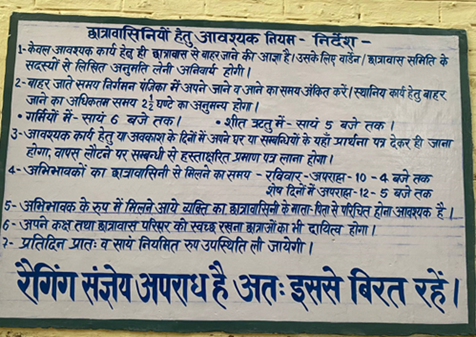 छात्रावासिनियों हेतु आवश्यक नियम - निर्देश -
1- केवल आवश्यक कार्य हेतु ही छात्रावास से बाहर जाने की आज्ञा है। उसके लिए वार्डेन / छात्रावास समिति के
सदस्यों से लिखित अनुमति लेनी अनिवार्य होगी।
2- बाहर जाते समय निर्गमन पंजिका में अपने जाने व आने का समय अंकित करें। स्थानिय कार्य हेतु बाहर
जाने का अधिकतम समय 2½ घण्टे का अनुमन्य होगा।
• गर्मियों में - सायं 6 बजे तक। • शीत ऋतु में - सायं 5 बजे तक।
3- आवश्यक कार्य हेतु या अवकाश के दिनों में अपने घर या सम्बंधियों के यहाँ प्रार्थना पत्र देकर ही जाना
होगा, वापस लौटने पर सम्बन्धी से हस्ताक्षरित प्रमाण पत्र लाना होगा।
4- अभिभावकों का छात्रावासिनी से मिलने का समय - रविवार - अपराह्न - 10 - 4 बजे तक
शेष दिनों में अपराह्न - 12 - 5 बजे तक
5- अभिभावक के रूप में मिलने आये व्यक्ति का छात्रावासिनी के माता-पिता से परिचित होना आवश्यक है।
6- अपने कक्ष तथा छात्रावास परिसर को स्वच्छ रखना छात्राओं का भी दायित्व होगा।
7- प्रतिदिन प्रातः व सायं नियमित रुप उपस्थिति ली जायेगी।
रैगिंग संज्ञेय अपराध है अतः इससे बिरत रहें।